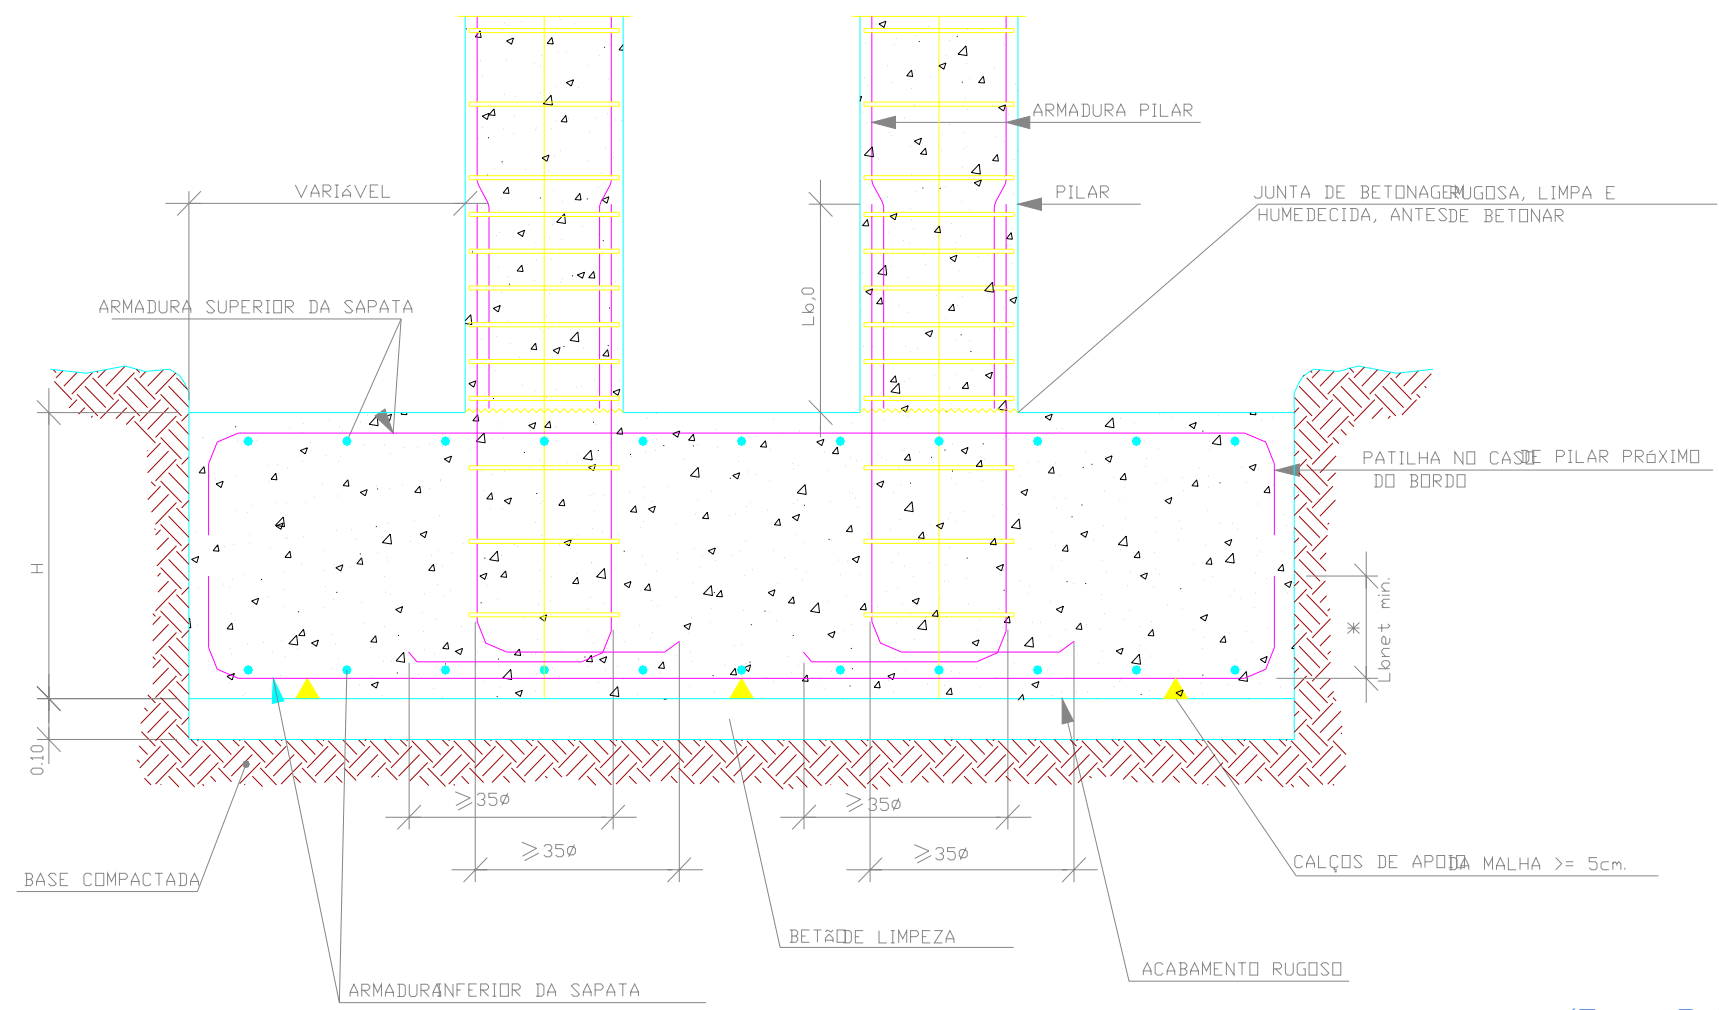 ARMADURA PILAR
VARIáVEL
PILAR
JUNTA DE BETONAGEM RUGOSA, LIMPA E
HUMEDECIDA, ANTES DE BETONAR
ARMADURA SUPERIOR DA SAPATA
Lb,0
PATILHA NO CASO DE PILAR PRóXIMO
DO BORDO
H
* Lbnet min.
0.10
≥35Ø
≥35Ø
≥35Ø
≥35Ø
CALÇOS DE APOIO DA MALHA >= 5cm.
BASE COMPACTADA
BETãO DE LIMPEZA
ACABAMENTO RUGOSO
ARMADURA INFERIOR DA SAPATA